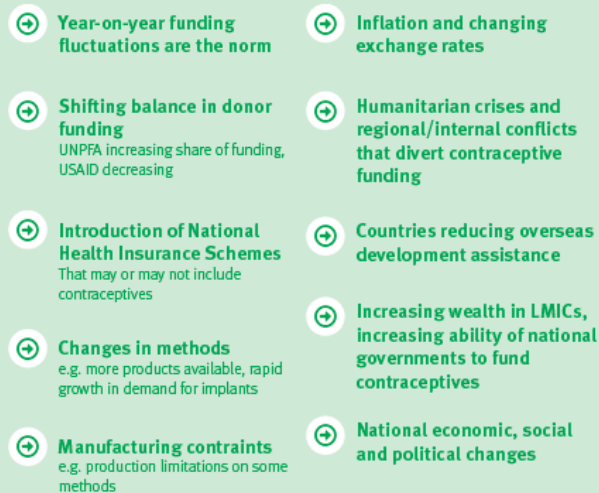 Year-on-year funding
fluctuations are the norm
Shifting balance in donor
funding
UNPFA increasing share of funding,
USAID decreasing
Introduction of National
Health Insurance Schemes
That may or may not include
contraceptives
Changes in methods
e.g. more products available, rapid
growth in demand for implants
Manufacturing contraints
e.g. production limitations on some
methods
Inflation and changing
exchange rates
Humanitarian crises and
regional/internal conflicts
that divert contraceptive
funding
Countries reducing overseas
development assistance
Increasing wealth in LMICs,
increasing ability of national
governments to fund
contraceptives
National economic, social
and political changes